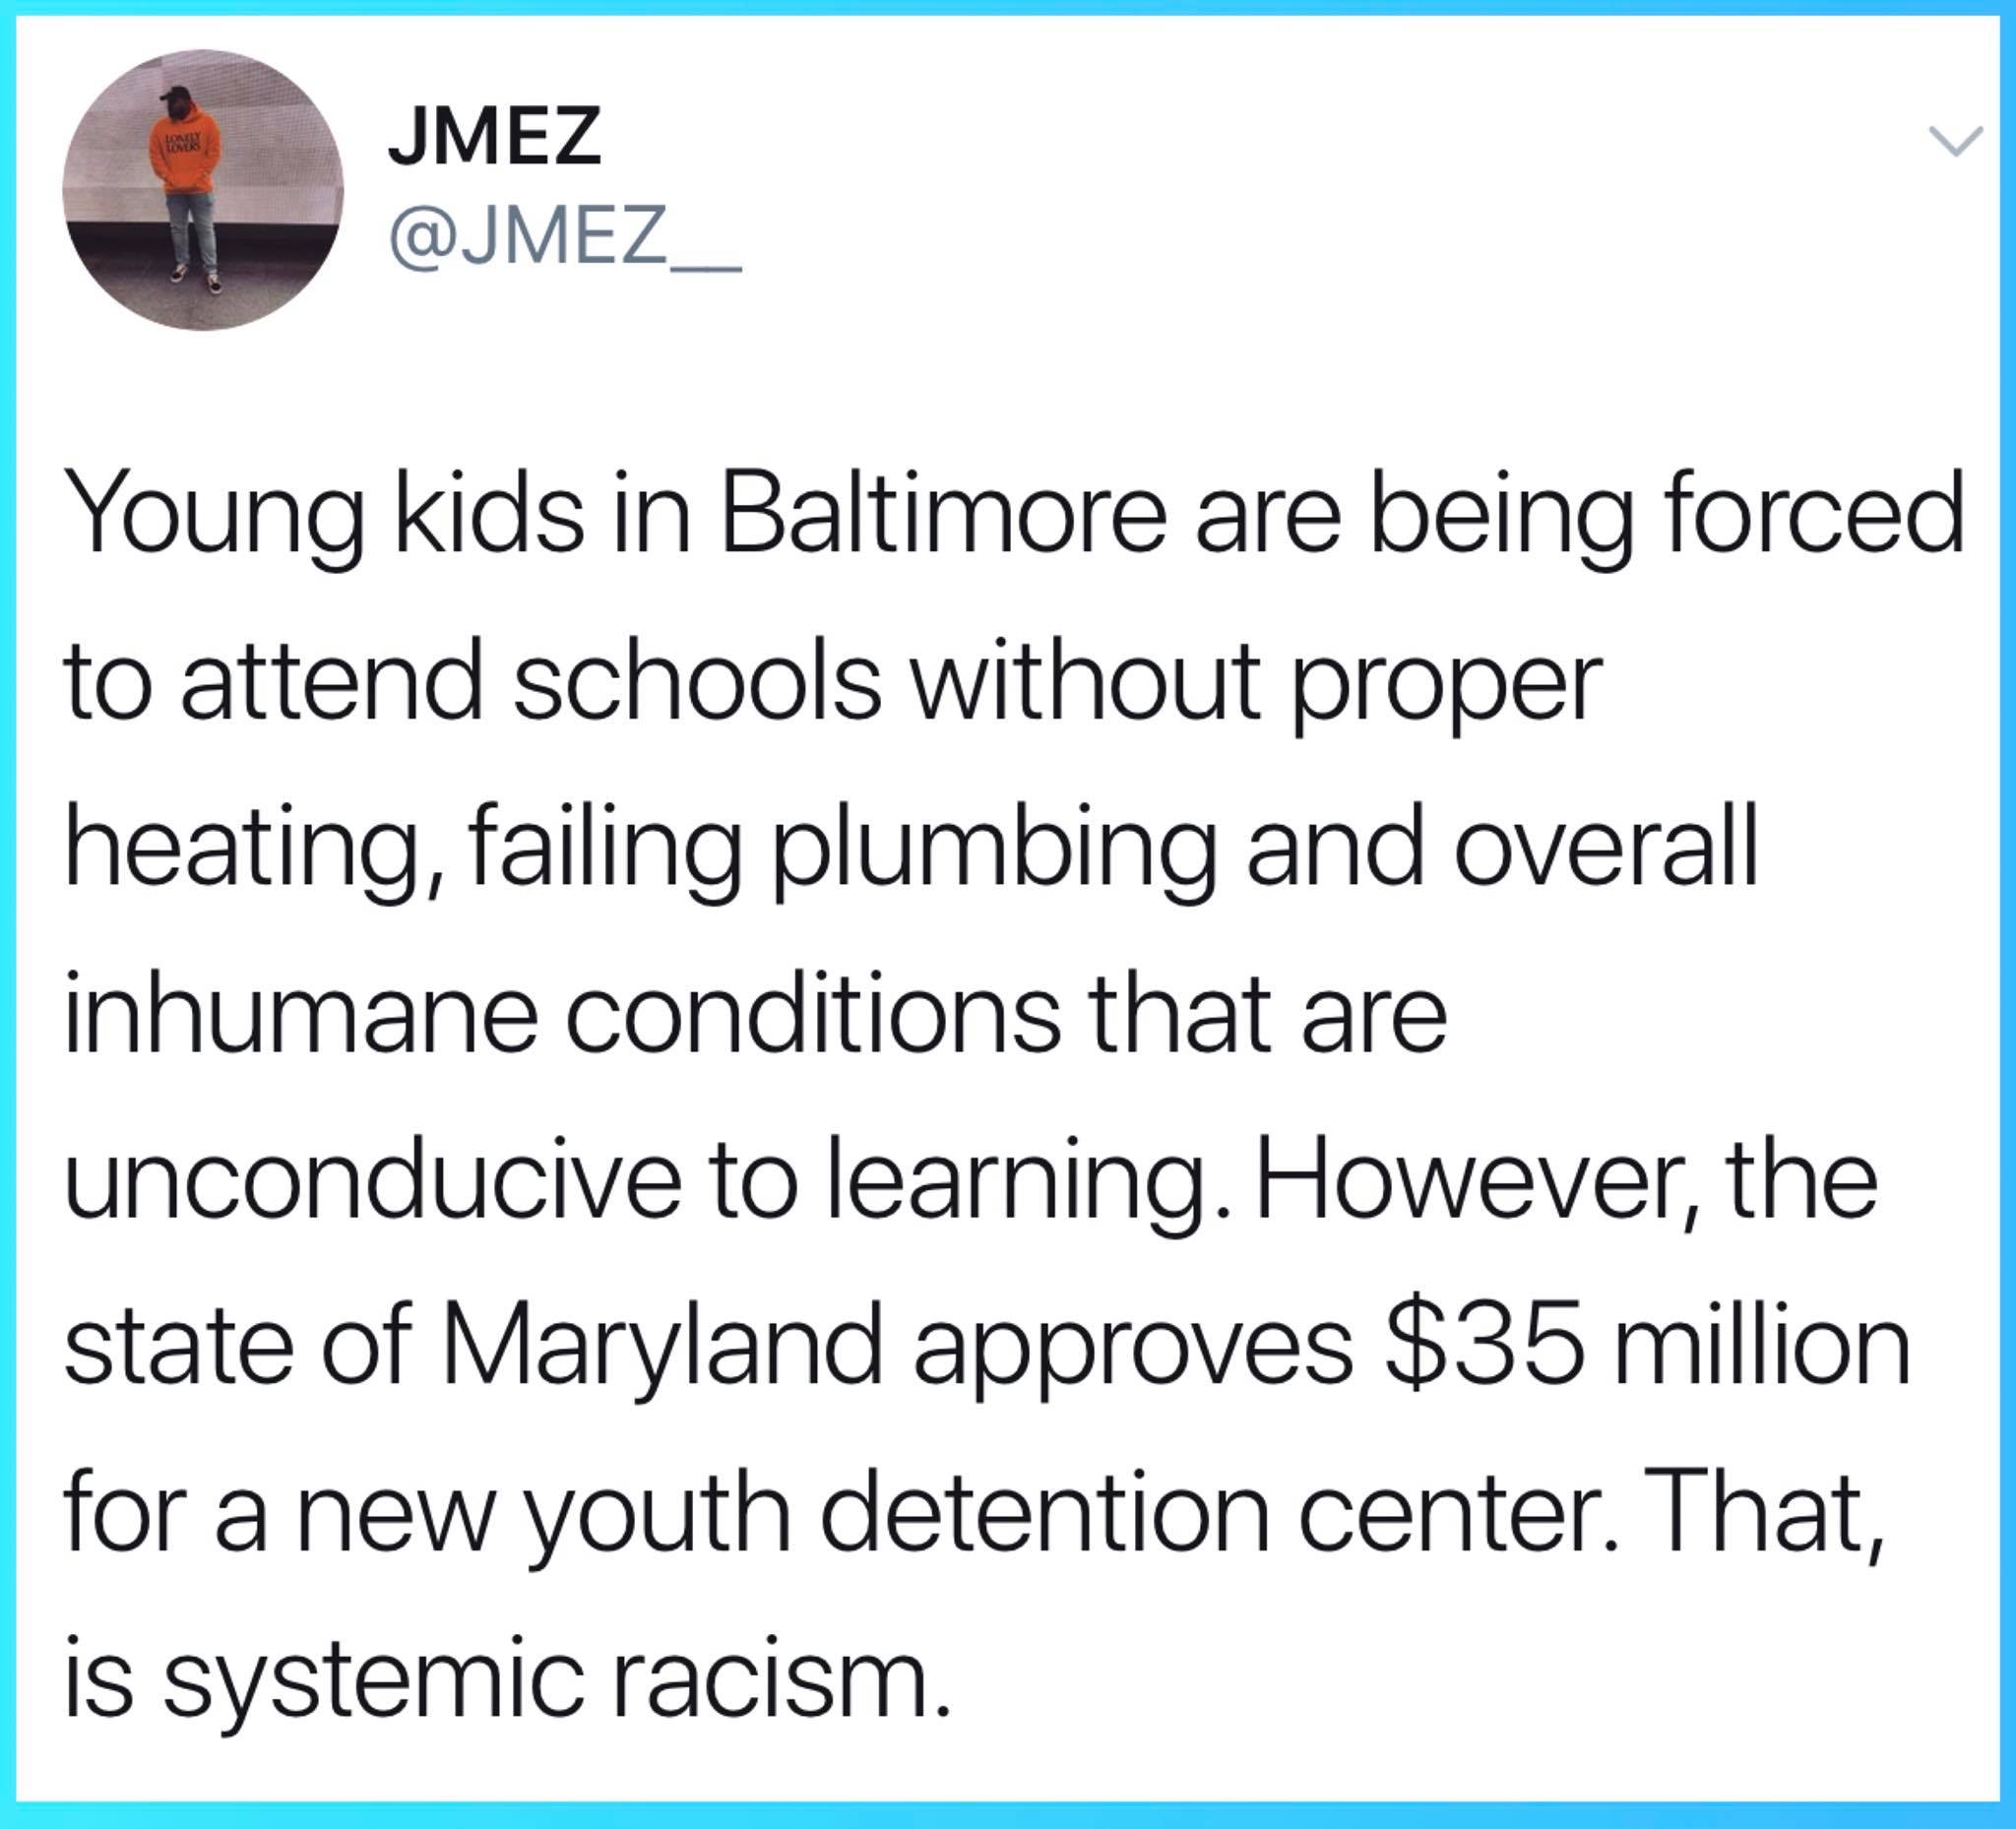 JMEZ
@JMEZ__
LONELY
LOVERS
Young kids in Baltimore are being forced
to attend schools without proper
heating, failing plumbing and overall
inhumane conditions that are
unconducive to learning. However, the
state of Maryland approves $35 million
for a new youth detention center. That,
is systemic racism.